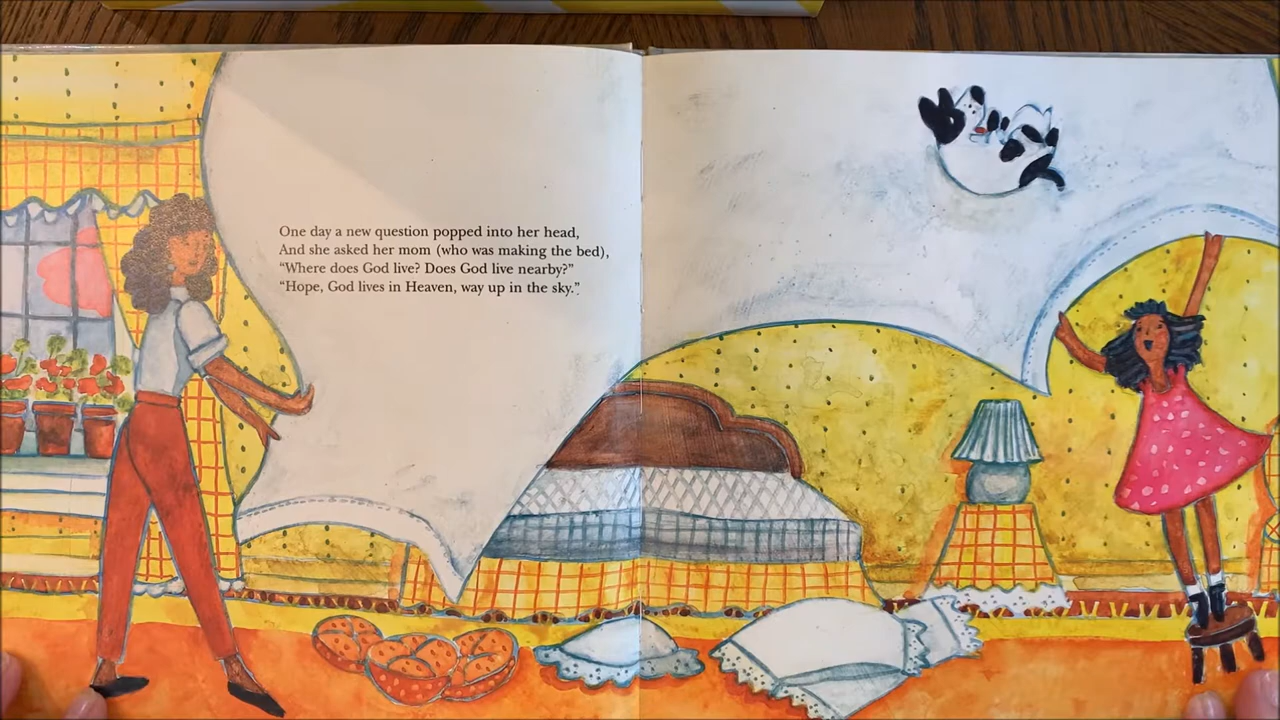 One day a new question popped into her head,
And she asked her mom (who was making the bed),
“Where does God live? Does God live nearby?”
“Hope, God lives in Heaven, way up in the sky.”